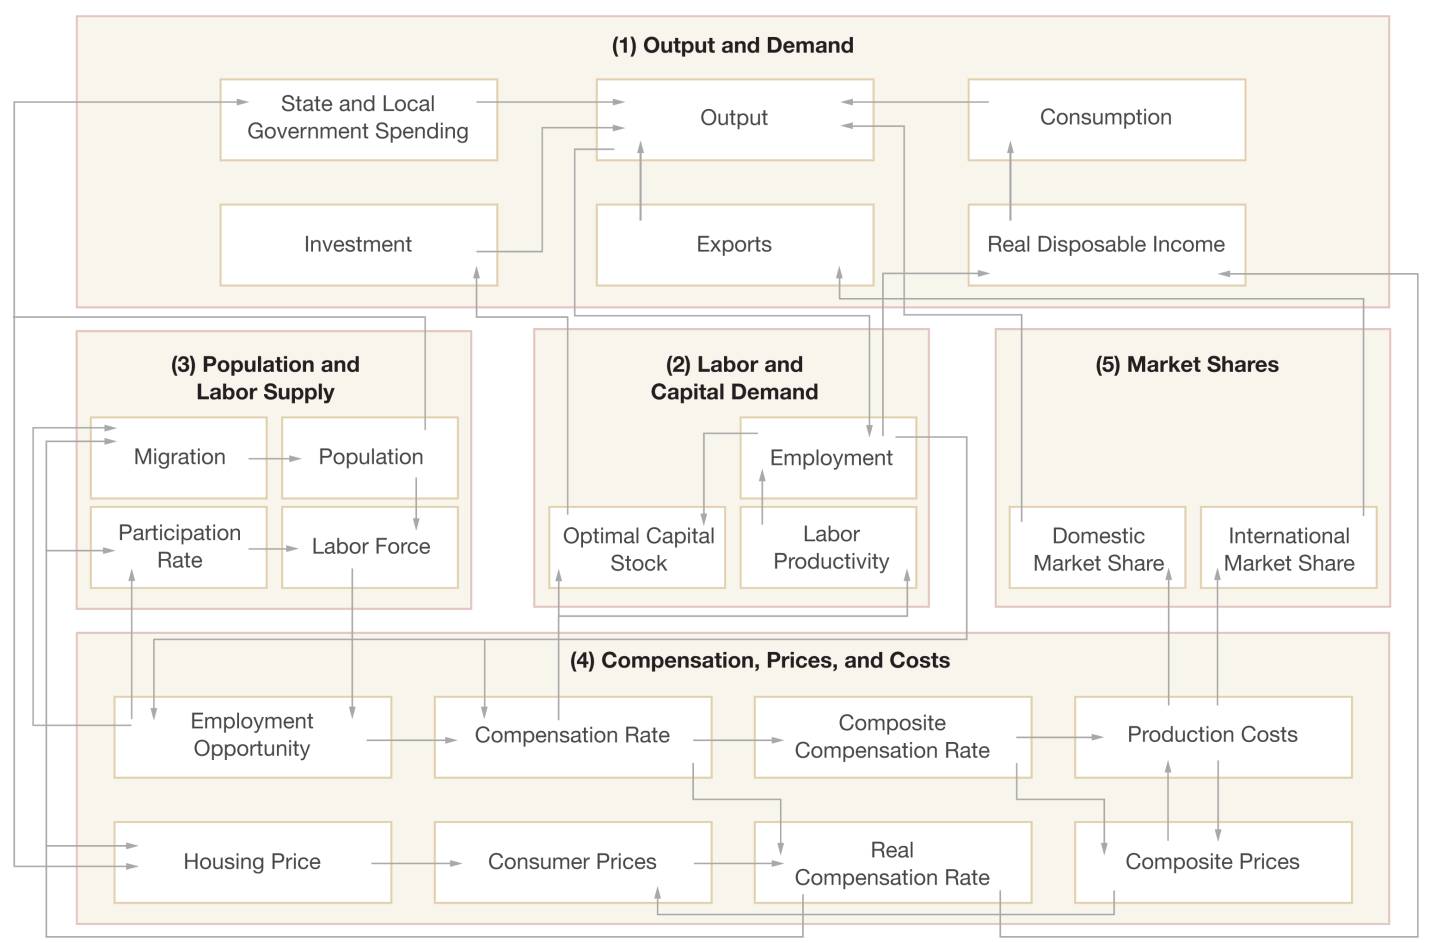 (1) Output and Demand
State and Local
Government Spending
Output
Consumption
Investment
Exports
Real Disposable Income
(3) Population and
Labor Supply
Migration
Population
Participation
Rate
Labor Force
(2) Labor and
Capital Demand
Employment
Optimal Capital
Stock
Labor
Productivity
(5) Market Shares
Domestic
Market Share
International
Market Share
(4) Compensation, Prices, and Costs
Employment
Opportunity
Compensation Rate
Composite
Compensation Rate
Production Costs
Housing Price
Consumer Prices
Real
Compensation Rate
Composite Prices